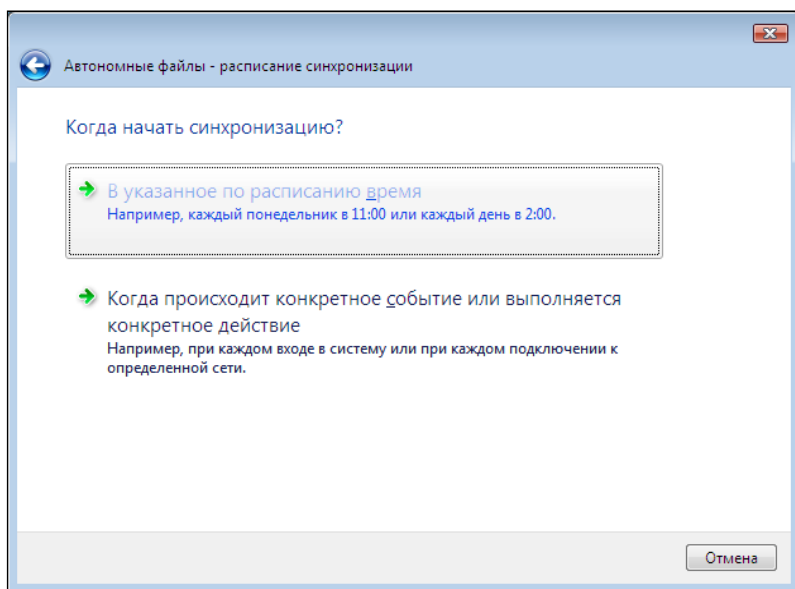 Автономные файлы - расписание синхронизации
Когда начать синхронизацию?
В указанное по расписанию время
Например, каждый понедельник в 11:00 или каждый день в 2:00.
Когда происходит конкретное событие или выполняется
конкретное действие
Например, при каждом входе в систему или при каждом подключении к
определенной сети.
Отмена